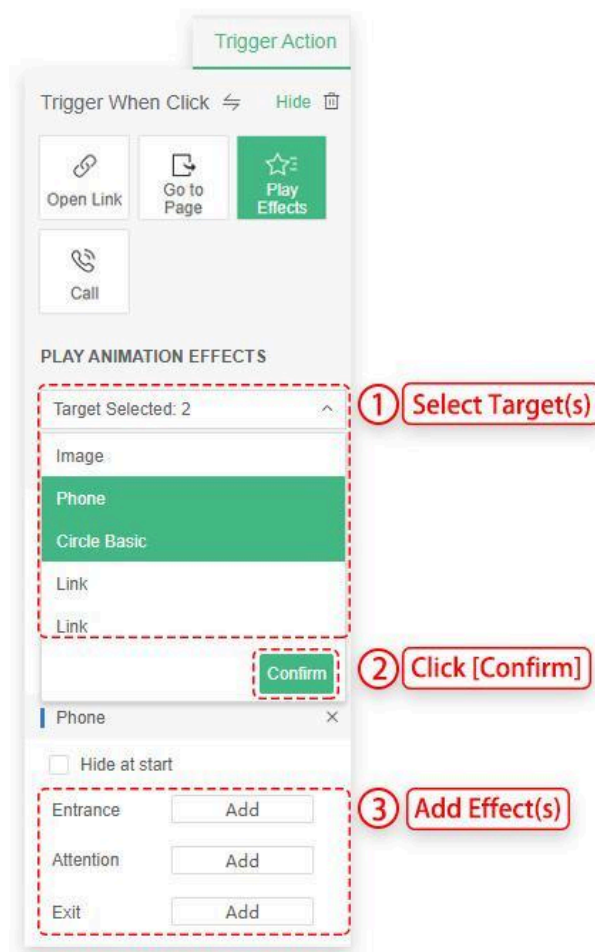 Trigger Action
Trigger When Click Hide
Open Link
Go to
Page
Play
Effects
Call
PLAY ANIMATION EFFECTS
Target Selected: 2
1 Select Target(s)
Image
Phone
Circle Basic
Link
Link
Confirm
2 Click [Confirm]
Phone
Hide at start
Entrance Add
3 Add Effect(s)
Attention Add
Exit Add